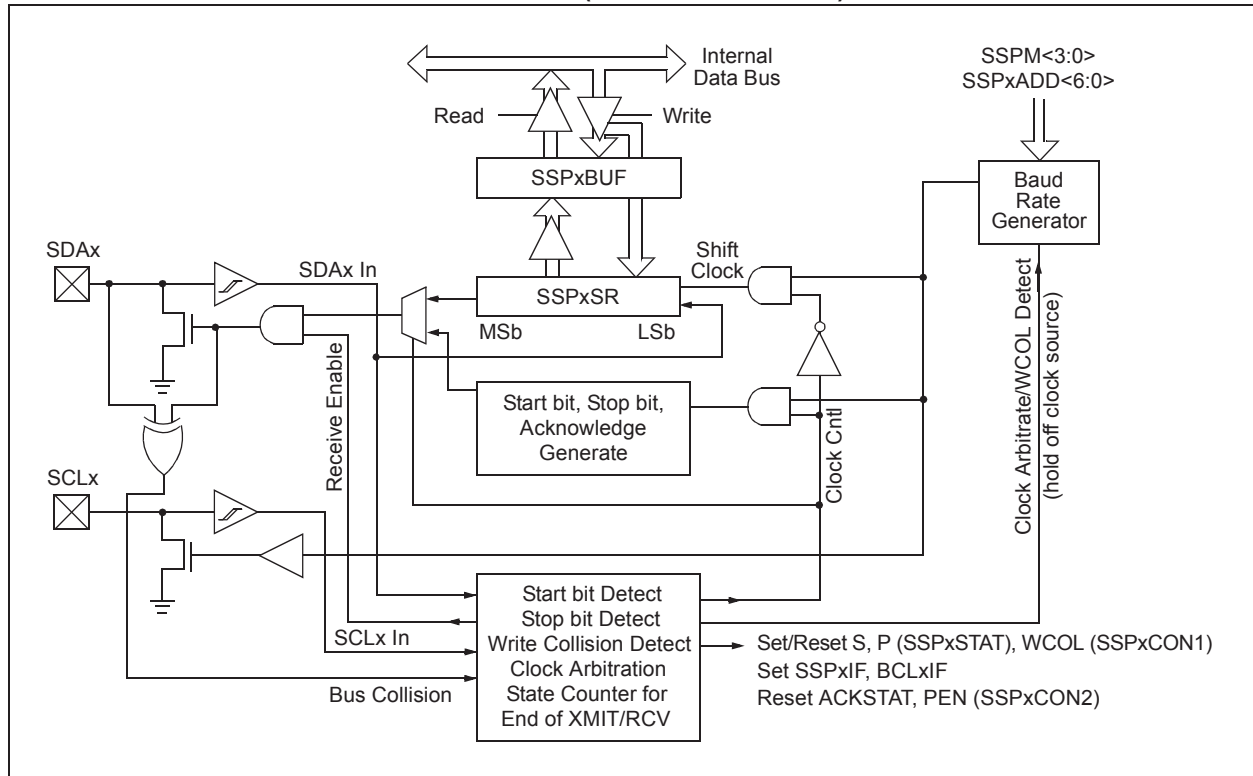 Internal
Data Bus
SSPM<3:0>
SSPxADD<6:0>
Read
Write
SSPxBUF
Baud
Rate
Generator
SDAx
SDAx In
Shift
Clock
SSPxSR
MSb
LSb
Receive Enable
Start bit, Stop bit,
Acknowledge
Generate
Clock Cntl
Clock Arbitrate/WCOL Detect
(hold off clock source)
SCLx
SCLx In
Bus Collision
Start bit Detect
Stop bit Detect
Write Collision Detect
Clock Arbitration
State Counter for
End of XMIT/RCV
Set/Reset S, P (SSPxSTAT), WCOL (SSPxCON1)
Set SSPxIF, BCLxIF
Reset ACKSTAT, PEN (SSPxCON2)